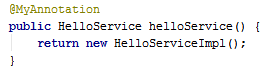 @MyAnnotation
public HelloService helloService() {
    return new HelloServiceImpl();
}